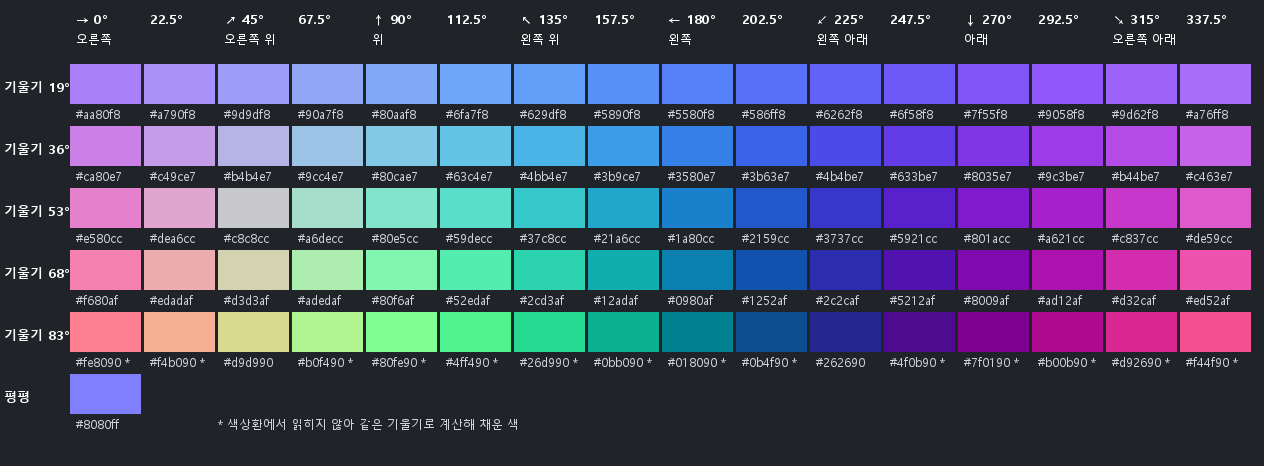 → 0° 22.5° ↗ 45° 67.5° ↑ 90° 112.5° ↖ 135° 157.5° ← 180° 202.5° ↙ 225° 247.5° ↓ 270° 292.5° ↘ 315° 337.5°
오른쪽 오른쪽 위 위 왼쪽 위 왼쪽 왼쪽 아래 아래 오른쪽 아래
기울기 19°
#aa80f8 #a790f8 #9d9df8 #90a7f8 #80aaf8 #6fa7f8 #629df8 #5890f8 #5580f8 #586ff8 #6262f8 #6f58f8 #7f55f8 #9058f8 #9d62f8 #a76ff8
기울기 36°
#ca80e7 #c49ce7 #b4b4e7 #9cc4e7 #80cae7 #63c4e7 #4bb4e7 #3b9ce7 #3580e7 #3b63e7 #4b4be7 #633be7 #8035e7 #9c3be7 #b44be7 #c463e7
기울기 53°
#e580cc #dea6cc #c8c8cc #a6decc #80e5cc #59decc #37c8cc #21a6cc #1a80cc #2159cc #3737cc #5921cc #801acc #a621cc #c837cc #de59cc
기울기 68°
#f680af #edadaf #d3d3af #adedaf #80f6af #52edaf #2cd3af #12adaf #0980af #1252af #2c2caf #5212af #8009af #ad12af #d32caf #ed52af
기울기 83°
#fe8090 * #f4b090 * #d9d990 #b0f490 * #80fe90 * #4ff490 * #26d990 * #0bb090 * #018090 * #0b4f90 * #262690 #4f0b90 * #7f0190 * #b00b90 * #d92690 * #f44f90 *
평평
#8080ff * 색상환에서 읽히지 않아 같은 기울기로 계산해 채운 색